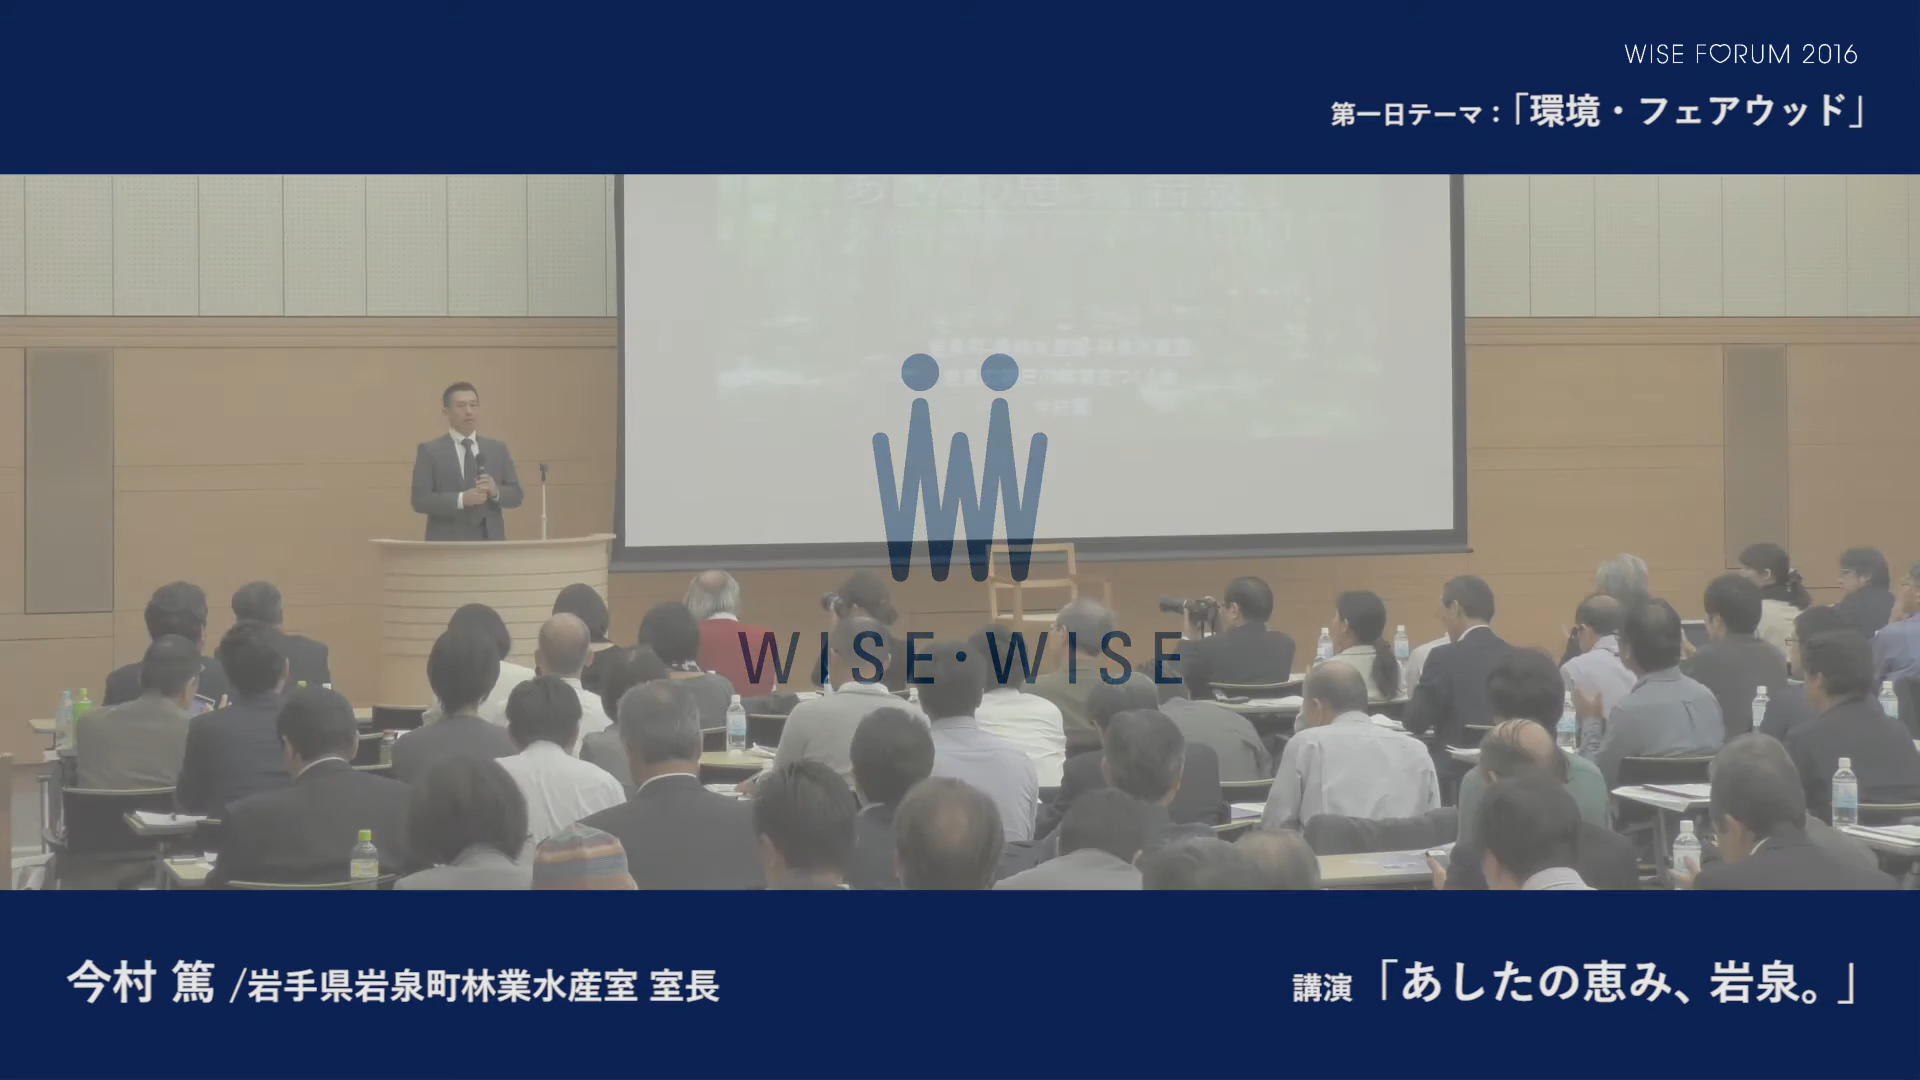 WISE FORUM 2016
第一日テーマ：「環境・フェアウッド」
WISE・WISE
今村 篤 /岩手県岩泉町林業水産室 室長
講演「あしたの恵み、岩泉。」